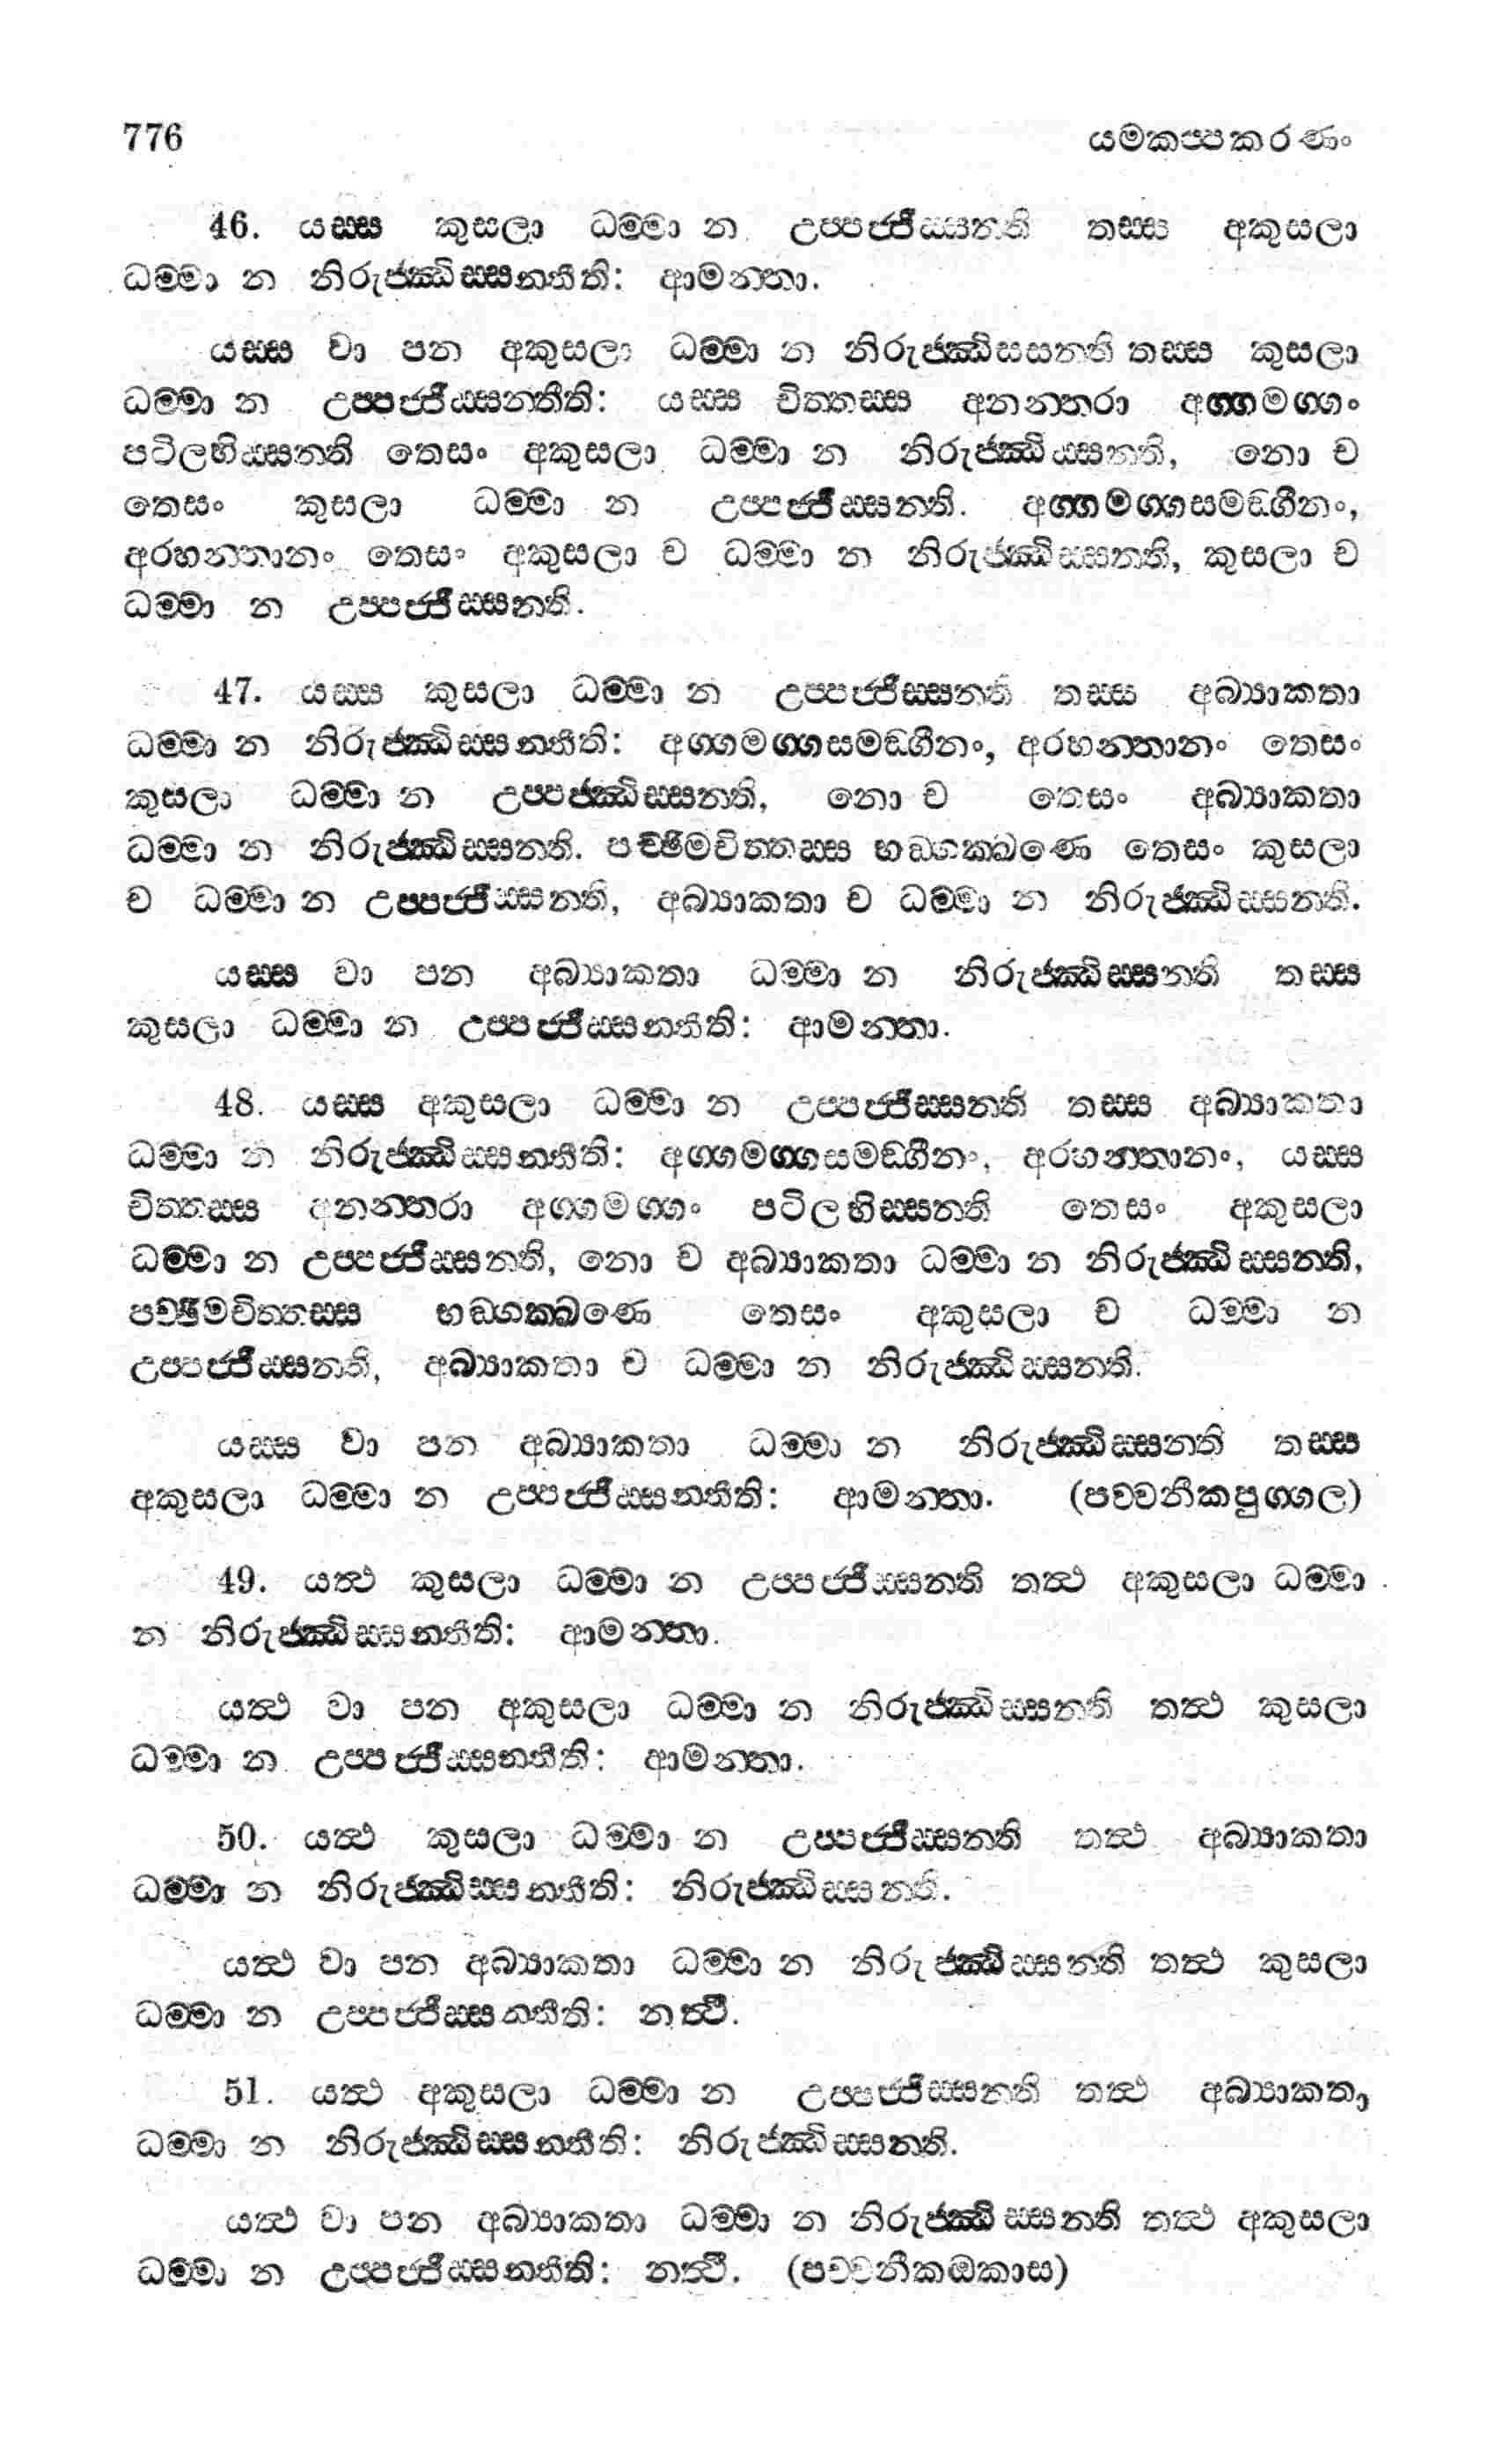 776 යමකප්පකරණං
46. යස්ස කුසලා ධම්මා න උප්පජ්ජිස්සන්ති තස්ස අකුසලා
ධම්මා න නිරුජ්ඣිස්සන්තීති: ආමන්තා.
යස්ස වා පන අකුසලා ධම්මා න නිරුජ්ඣිස්සන්ති තස්ස කුසලා
ධම්මා න උප්පජ්ජිස්සන්තීති: යස්ස චිත්තස්ස අනන්තරා අග්ගමග්ගං
පටිලභිස්සන්ති තෙසං අකුසලා ධම්මා න නිරුජ්ඣිස්සන්ති, නො ච
තෙසං කුසලා ධම්මා න උප්පජ්ජිස්සන්ති. අග්ගමග්ගසමඞ්ගීනං,
අරහන්තානං තෙසං අකුසලා ච ධම්මා න නිරුජ්ඣිස්සන්ති, කුසලා ච
ධම්මා න උප්පජ්ජිස්සන්ති.
47. යස්ස කුසලා ධම්මා න උප්පජ්ජිස්සන්ති තස්ස අබ්‍යාකතා
ධම්මා න නිරුජ්ඣිස්සන්තීති: අග්ගමග්ගසමඞ්ගීනං, අරහන්තානං තෙසං
කුසලා ධම්මා න උප්පජ්ඣිස්සන්ති, නො ච තෙසං අබ්‍යාකතා
ධම්මා න නිරුජ්ඣිස්සන්ති. පච්ඡිමචිත්තස්ස භඞ්ගක්ඛණෙ තෙසං කුසලා
ච ධම්මා න උප්පජ්ජිස්සන්ති, අබ්‍යාකතා ච ධම්මා න නිරුජ්ඣිස්සන්ති.
යස්ස වා පන අබ්‍යාකතා ධම්මා න නිරුජ්ඣිස්සන්ති තස්ස
කුසලා ධම්මා න උප්පජ්ජිස්සන්තීති: ආමන්තා.
48. යස්ස අකුසලා ධම්මා න උප්පජ්ජිස්සන්ති තස්ස අබ්‍යාකතා
ධම්මා න නිරුජ්ඣිස්සන්තීති: අග්ගමග්ගසමඞ්ගීනං, අරහන්තානං, යස්ස
චිත්තස්ස අනන්තරා අග්ගමග්ගං පටිලභිස්සන්ති තෙසං අකුසලා
ධම්මා න උප්පජ්ජිස්සන්ති, නො ච අබ්‍යාකතා ධම්මා න නිරුජ්ඣිස්සන්ති,
පච්ඡිමචිත්තස්ස භඞ්ගක්ඛණෙ තෙසං අකුසලා ච ධම්මා න
උප්පජ්ජිස්සන්ති, අබ්‍යාකතා ච ධම්මා න නිරුජ්ඣිස්සන්ති.
යස්ස වා පන අබ්‍යාකතා ධම්මා න නිරුජ්ඣිස්සන්ති තස්ස
අකුසලා ධම්මා න උප්පජ්ජිස්සන්තීති: ආමන්තා. (පච්චනීකපුග්ගල)
49. යත්ථ කුසලා ධම්මා න උප්පජ්ජිස්සන්ති තත්ථ අකුසලා ධම්මා
න නිරුජ්ඣිස්සන්තීති: ආමන්තා.
යත්ථ වා පන අකුසලා ධම්මා න නිරුජ්ඣිස්සන්ති තත්ථ කුසලා
ධම්මා න උප්පජ්ජිස්සන්තීති: ආමන්තා.
50. යත්ථ කුසලා ධම්මා න උප්පජ්ජිස්සන්ති තත්ථ අබ්‍යාකතා
ධම්මා න නිරුජ්ඣිස්සන්තීති: නිරුජ්ඣිස්සන්ති.
යත්ථ වා පන අබ්‍යාකතා ධම්මා න නිරුජ්ඣිස්සන්ති තත්ථ කුසලා
ධම්මා න උප්පජ්ජිස්සන්තීති: නත්ථි.
51. යත්ථ අකුසලා ධම්මා න උප්පජ්ජිස්සන්ති තත්ථ අබ්‍යාකතා
ධම්මා න නිරුජ්ඣිස්සන්තීති: නිරුජ්ඣිස්සන්ති.
යත්ථ වා පන අබ්‍යාකතා ධම්මා න නිරුජ්ඣිස්සන්ති තත්ථ අකුසලා
ධම්මා න උප්පජ්ජිස්සන්තීති: නත්ථි. (පච්චනීකඔකාස)